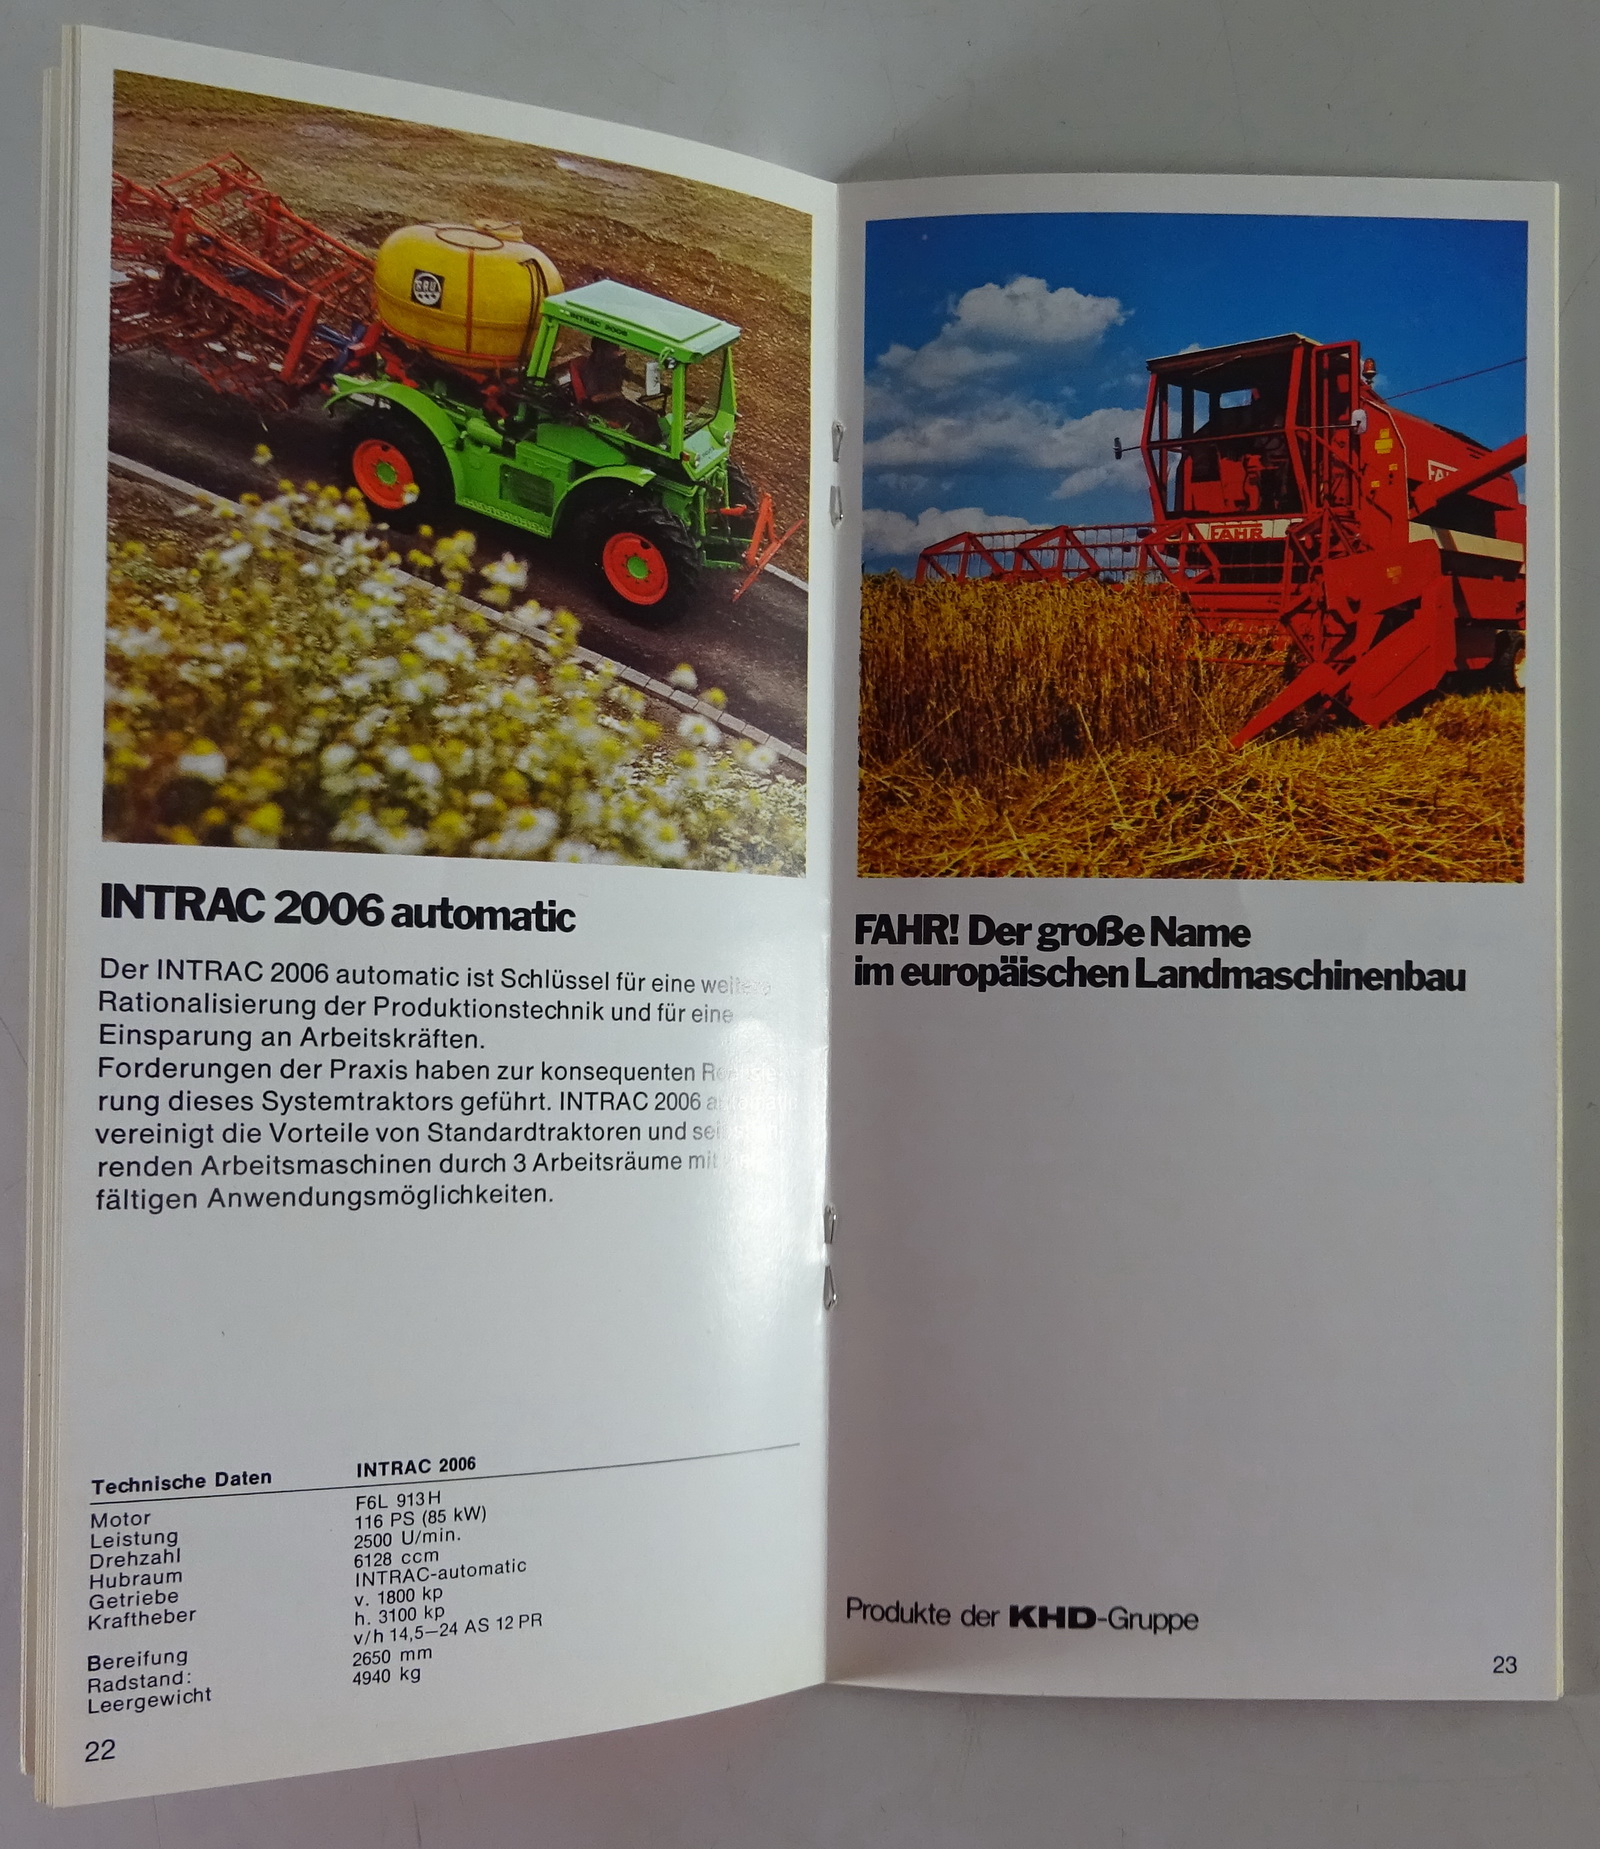 RAU
INTRAC 2006
INTRAC 2006 automatic
Der INTRAC 2006 automatic ist Schlüssel für eine weitere
Rationalisierung der Produktionstechnik und für eine
Einsparung an Arbeitskräften.
Forderungen der Praxis haben zur konsequenten
rung dieses Systemtraktors geführt. INTRAC 2006 automatic
vereinigt die Vorteile von Standardtraktoren und
renden Arbeitsmaschinen durch 3 Arbeitsräume mit
fältigen Anwendungsmöglichkeiten.
Technische Daten INTRAC 2006
Motor F6L 913 H
Leistung 116 PS (85 kW)
Drehzahl 2500 U/min.
Hubraum 6128 ccm
Getriebe INTRAC-automatic
Kraftheber v. 1800 kp
h. 3100 kp
Bereifung v/h 14,5–24 AS 12 PR
Radstand: 2650 mm
Leergewicht 4940 kg
22
FAHR
FAHR! Der große Name
im europäischen Landmaschinenbau
Produkte der KHD-Gruppe
23